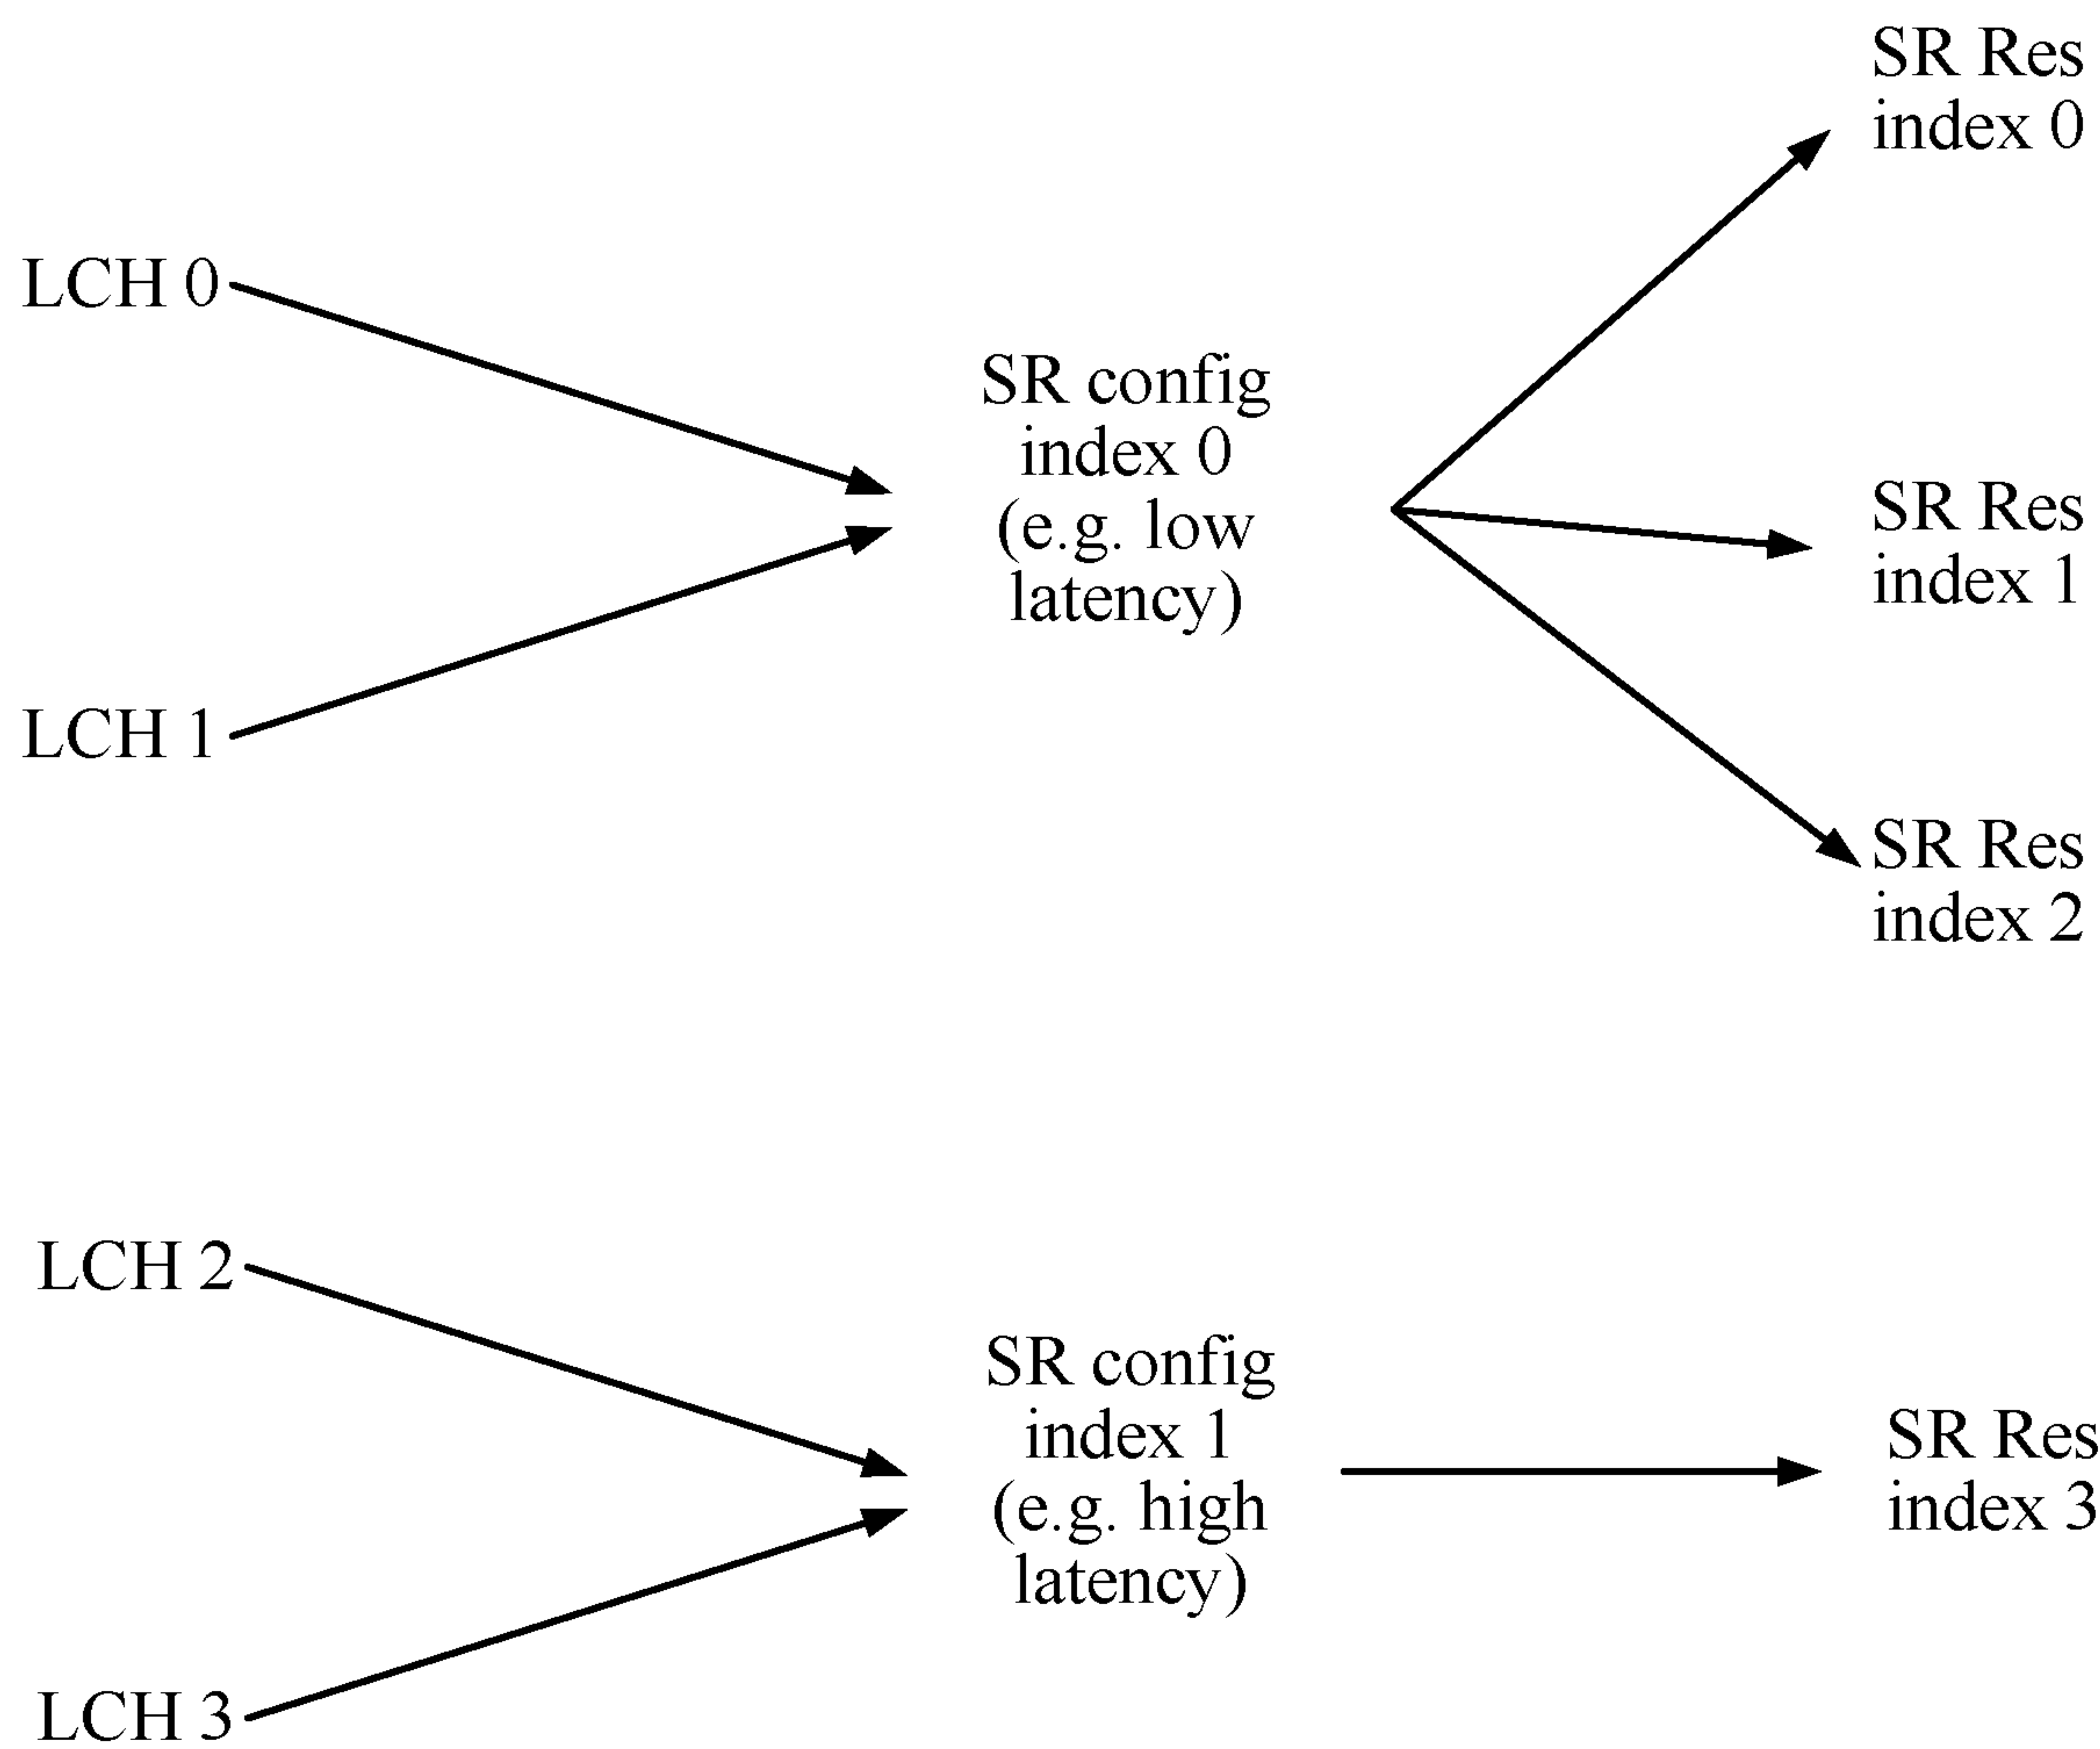 SR Res
index 0
LCH 0
SR config
index 0
(e.g. low
latency)
SR Res
index 1
LCH 1
SR Res
index 2
LCH 2
SR config
index 1
(e.g. high
latency)
SR Res
index 3
LCH 3